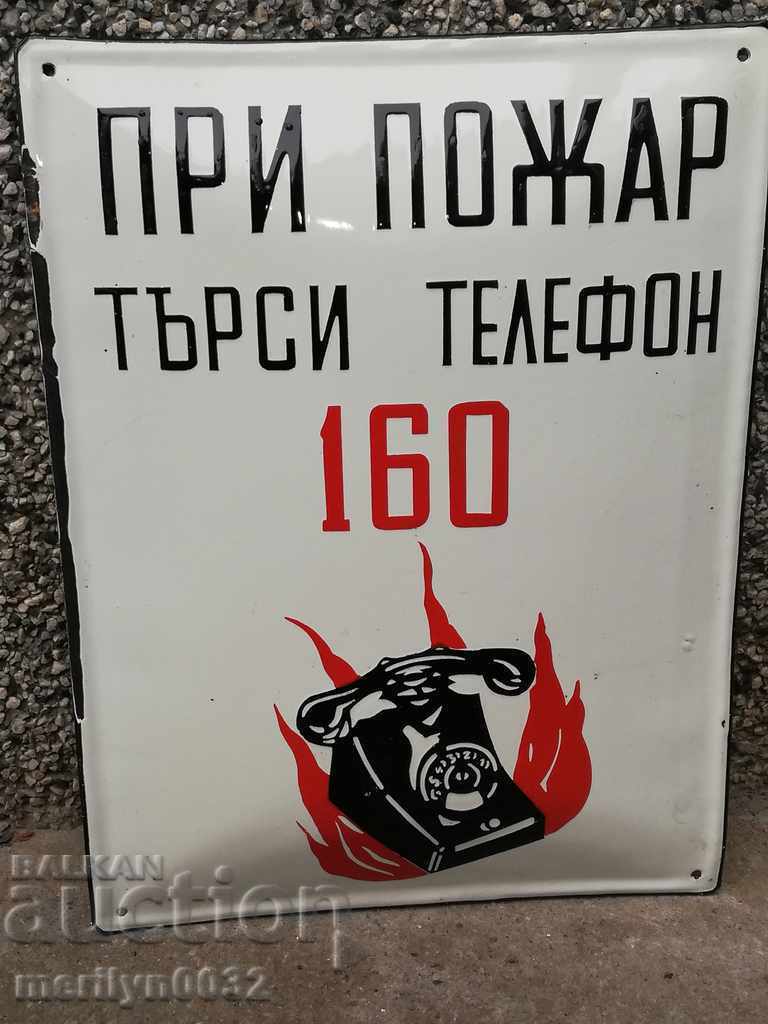 ПРИ ПОЖАР
ТЪРСИ ТЕЛЕФОН
160
BALKAN
auction
merilyn0032